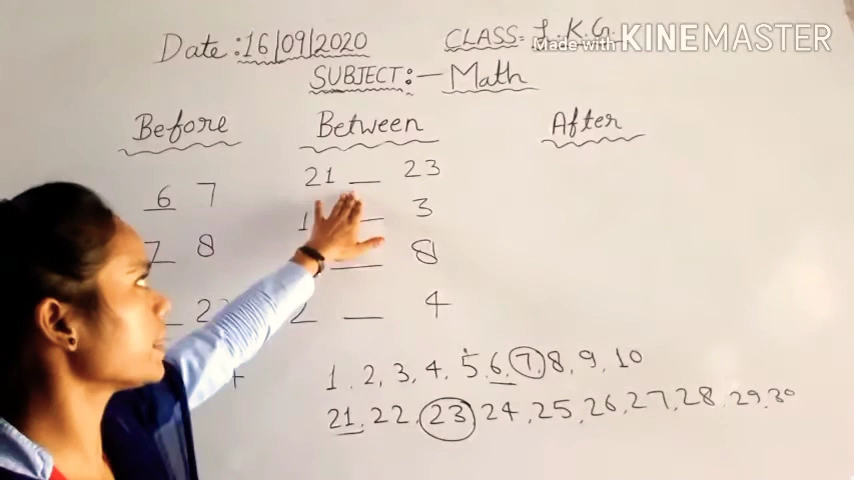 Date :16/09/2020 CLASS= L.K.G.
Made with KINEMASTER
SUBJECT:- Math
Before Between After
6 7 21 _ 23
1 _ 3
7 8 _ 8
2 _ 4
1, 2, 3, 4, 5, 6, 7, 8, 9, 10
21, 22, 23, 24, 25, 26, 27, 28, 29, 30